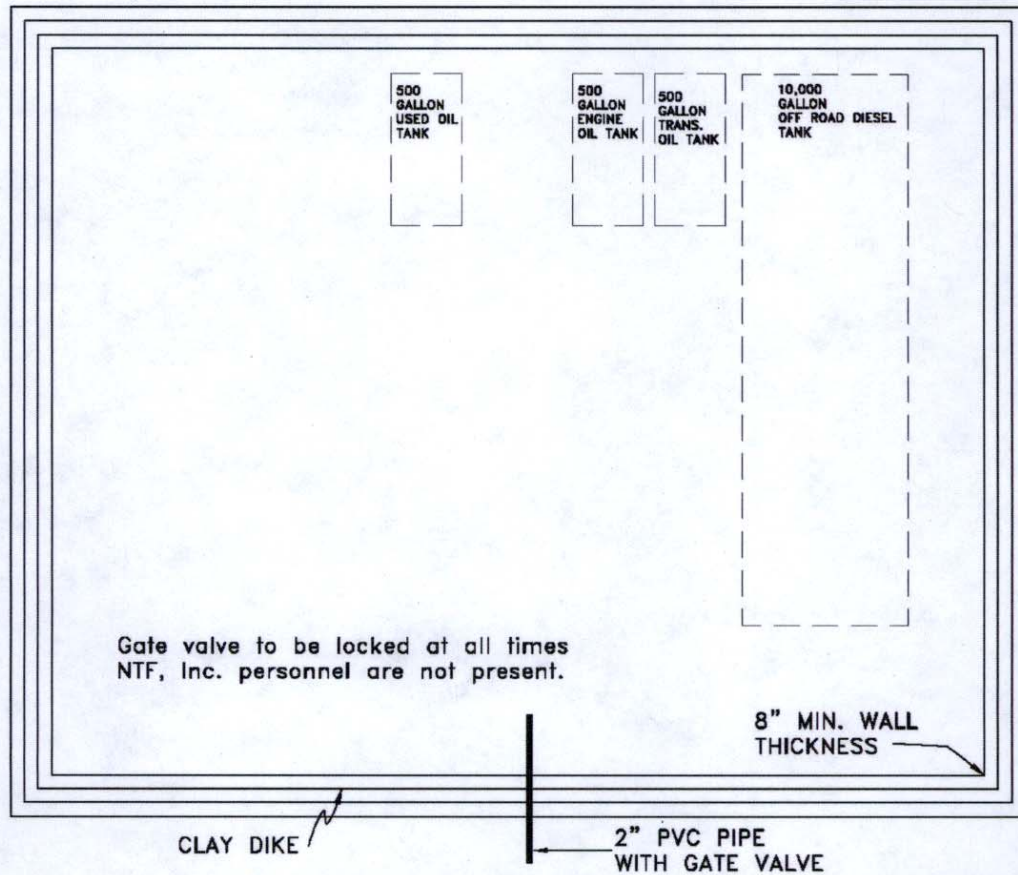 500
GALLON
USED OIL
TANK
500
GALLON
ENGINE
OIL TANK
500
GALLON
TRANS.
OIL TANK
10,000
GALLON
OFF ROAD DIESEL
TANK
Gate valve to be locked at all times
NTF, Inc. personnel are not present.
8" MIN. WALL
THICKNESS
CLAY DIKE
2" PVC PIPE
WITH GATE VALVE